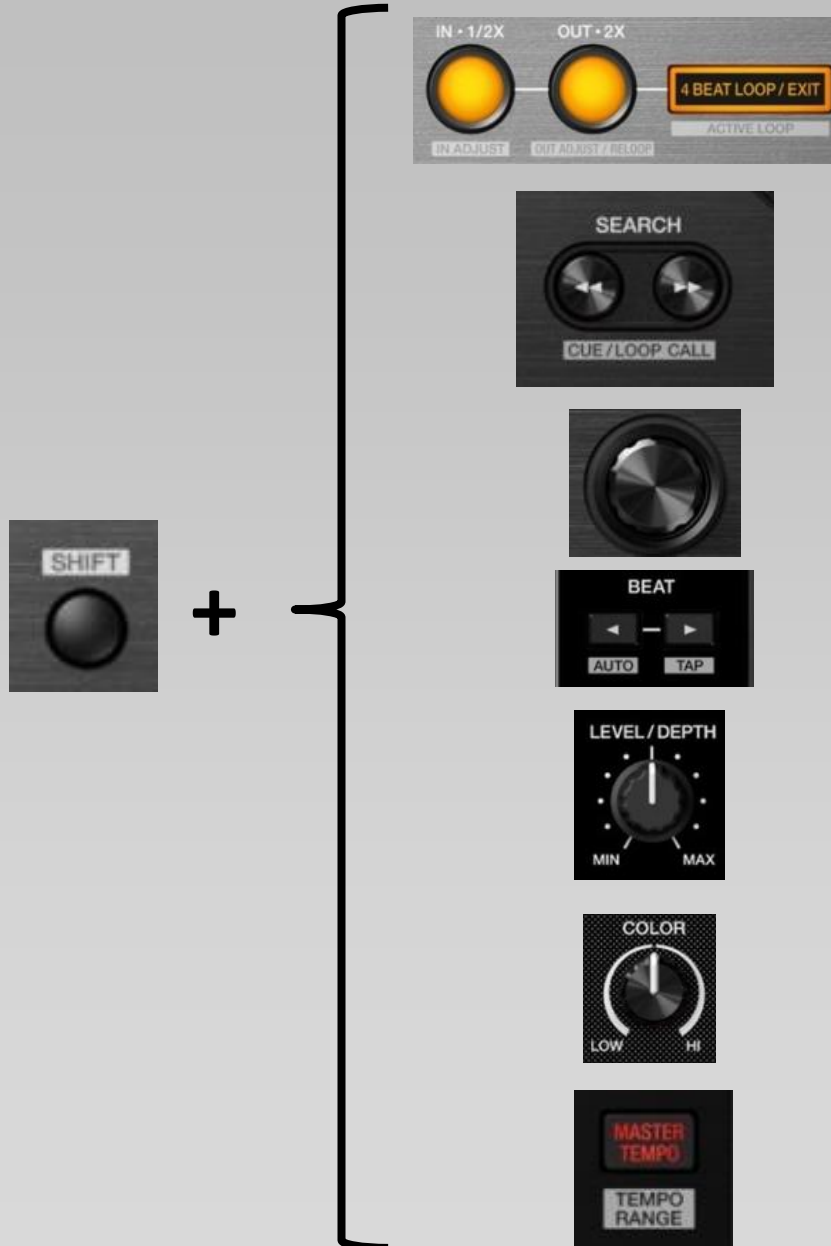 IN • 1/2X OUT • 2X
4 BEAT LOOP / EXIT
IN ADJUST OUT ADJUST / RELOOP ACTIVE LOOP
SEARCH
CUE / LOOP CALL
SHIFT
+
BEAT
AUTO TAP
LEVEL / DEPTH
MIN MAX
COLOR
LOW HI
MASTER
TEMPO
TEMPO
RANGE